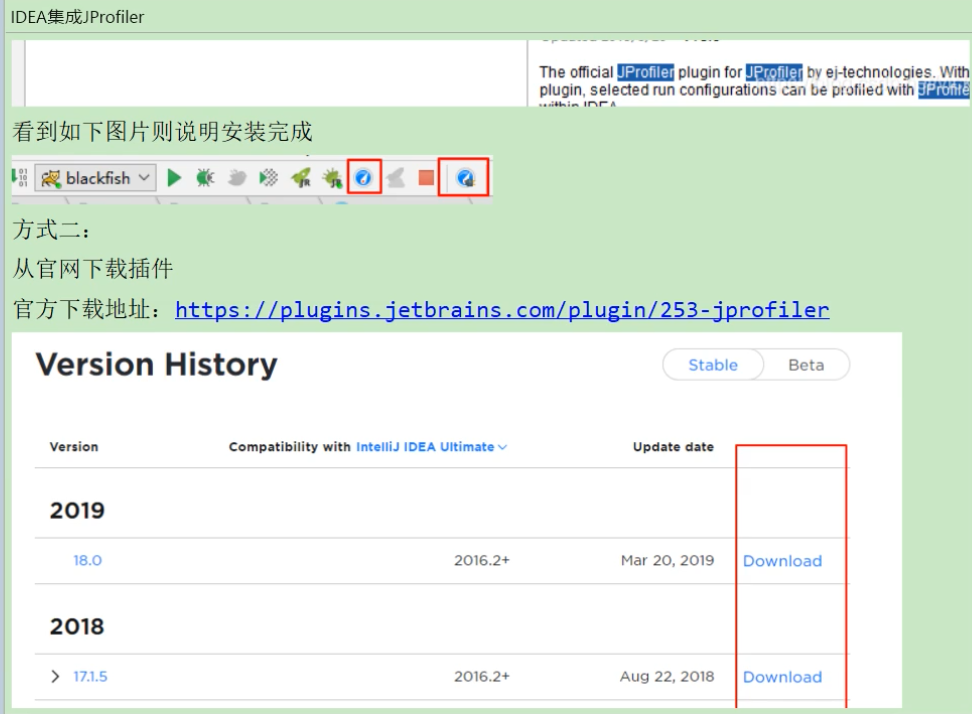 IDEA集成JProfiler
The official JProfiler plugin for JProfiler by ej-technologies. With
plugin, selected run configurations can be profiled with JProfile
within IDEA
看到如下图片则说明安装完成
blackfish
方式二：
从官网下载插件
官方下载地址：https://plugins.jetbrains.com/plugin/253-jprofiler
Version History
Stable Beta
Version Compatibility with IntelliJ IDEA Ultimate Update date
2019
18.0 2016.2+ Mar 20, 2019 Download
2018
17.1.5 2016.2+ Aug 22, 2018 Download